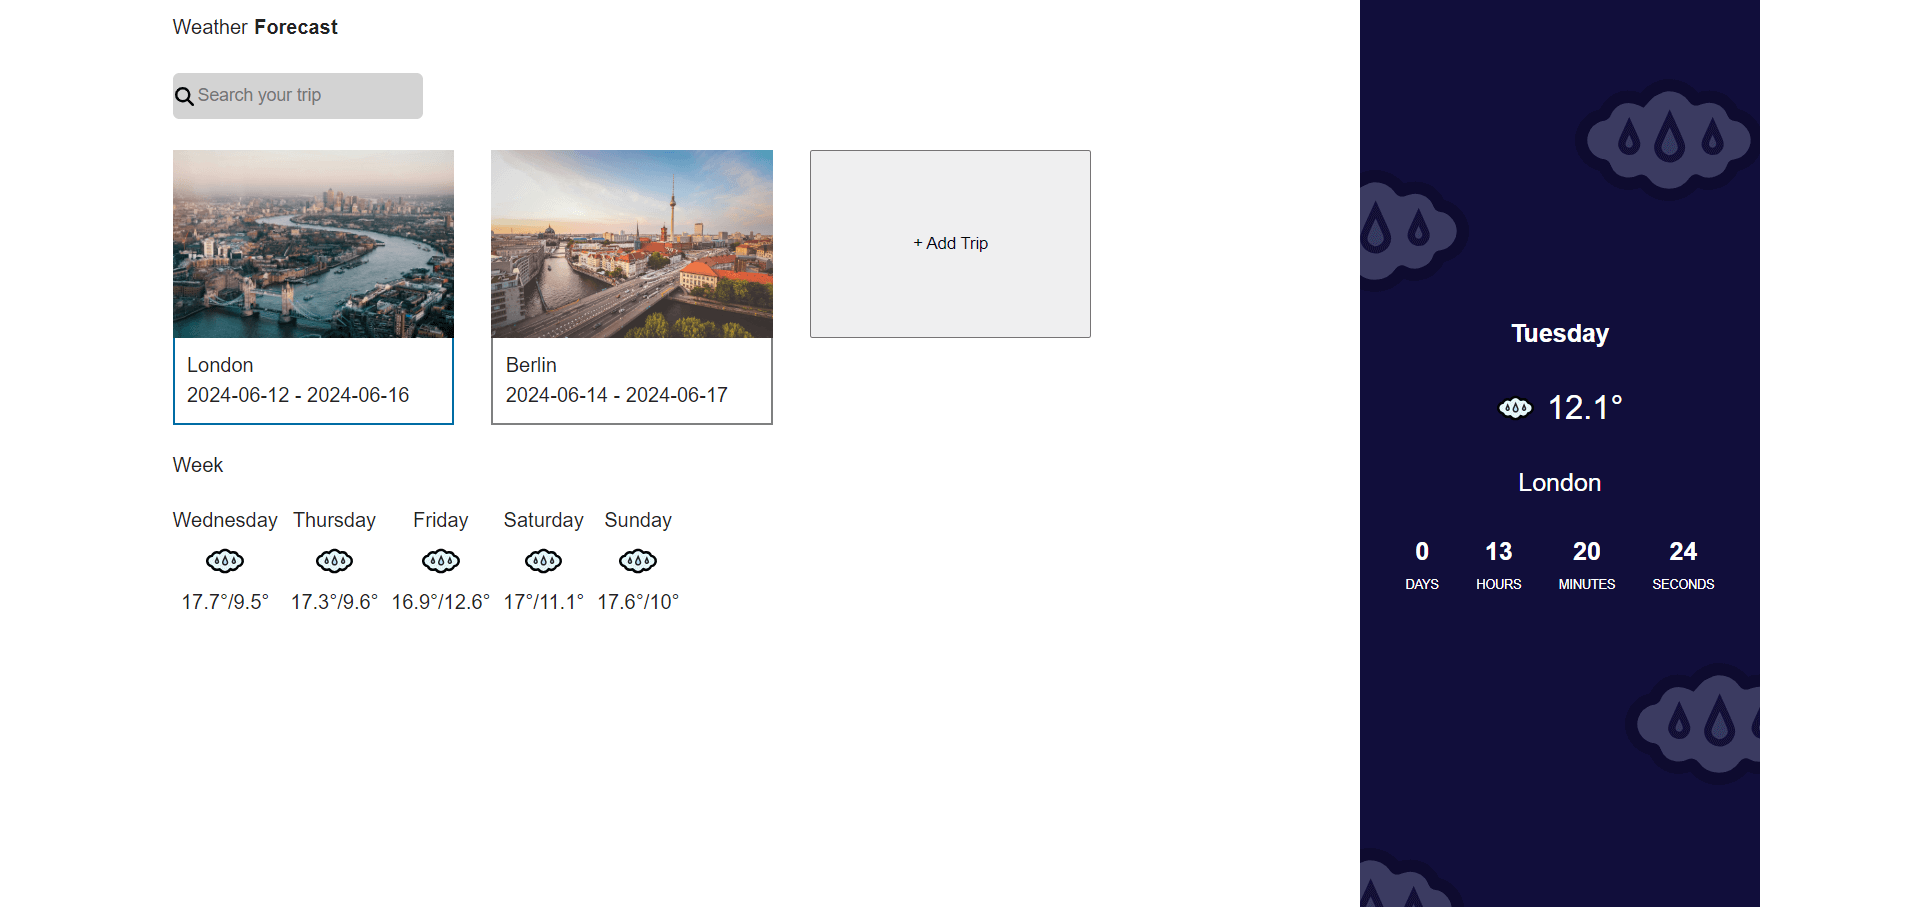 Weather Forecast
Search your trip
London
2024-06-12 - 2024-06-16
Berlin
2024-06-14 - 2024-06-17
+ Add Trip
Week
Wednesday Thursday Friday Saturday Sunday
17.7°/9.5° 17.3°/9.6° 16.9°/12.6° 17°/11.1° 17.6°/10°
Tuesday
12.1°
London
0 13 20 24
DAYS HOURS MINUTES SECONDS